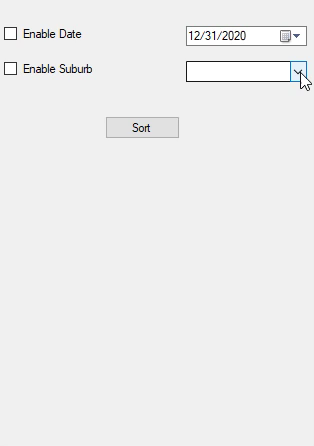 Enable Date 12/31/2020
Enable Suburb
Sort